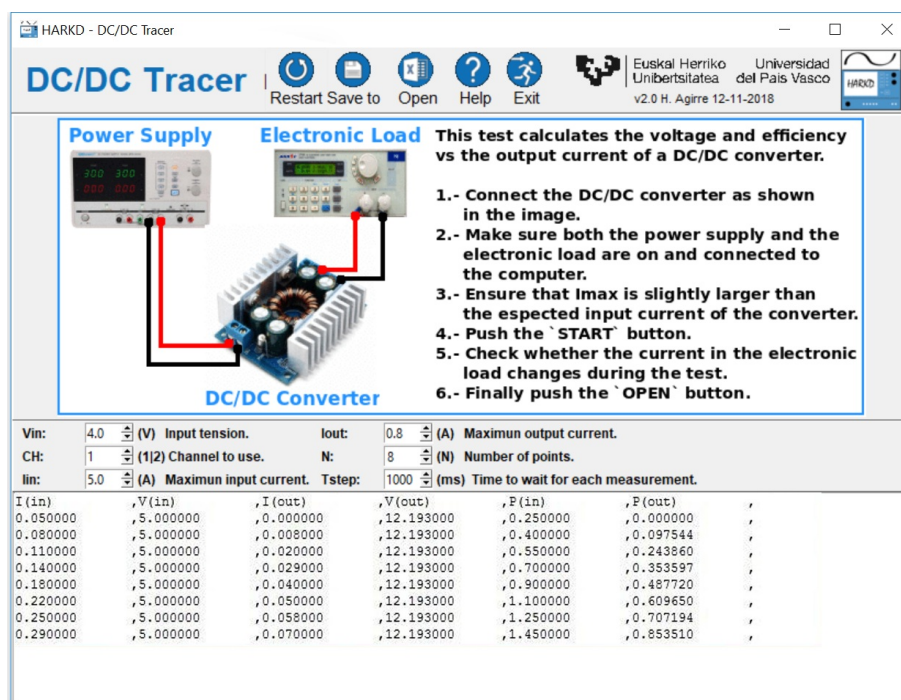 HARKD - DC/DC Tracer
DC/DC Tracer
Restart Save to Open Help Exit
Euskal Herriko Universidad
Unibertsitatea del Pais Vasco
v2.0 H. Agirre 12-11-2018
HARKD
Power Supply Electronic Load
300 300
000 000
DC/DC Converter
This test calculates the voltage and efficiency
vs the output current of a DC/DC converter.
1.- Connect the DC/DC converter as shown
in the image.
2.- Make sure both the power supply and the
electronic load are on and connected to
the computer.
3.- Ensure that Imax is slightly larger than
the espected input current of the converter.
4.- Push the `START` button.
5.- Check whether the current in the electronic
load changes during the test.
6.- Finally push the `OPEN` button.
Vin: 4.0 (V) Input tension. Iout: 0.8 (A) Maximun output current.
CH: 1 (1|2) Channel to use. N: 8 (N) Number of points.
Iin: 5.0 (A) Maximun input current. Tstep: 1000 (ms) Time to wait for each measurement.
I(in) ,V(in) ,I(out) ,V(out) ,P(in) ,P(out) ,
0.050000 ,5.000000 ,0.000000 ,12.193000 ,0.250000 ,0.000000 ,
0.080000 ,5.000000 ,0.008000 ,12.193000 ,0.400000 ,0.097544 ,
0.110000 ,5.000000 ,0.020000 ,12.193000 ,0.550000 ,0.243860 ,
0.140000 ,5.000000 ,0.029000 ,12.193000 ,0.700000 ,0.353597 ,
0.180000 ,5.000000 ,0.040000 ,12.193000 ,0.900000 ,0.487720 ,
0.220000 ,5.000000 ,0.050000 ,12.193000 ,1.100000 ,0.609650 ,
0.250000 ,5.000000 ,0.058000 ,12.193000 ,1.250000 ,0.707194 ,
0.290000 ,5.000000 ,0.070000 ,12.193000 ,1.450000 ,0.853510 ,